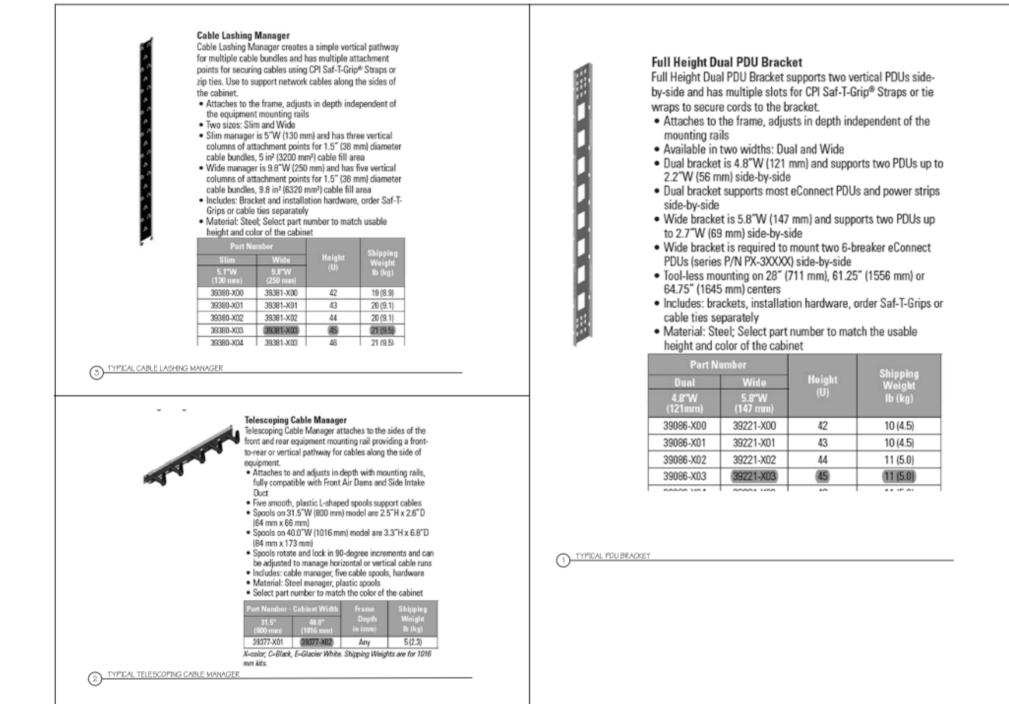 Cable Lashing Manager
Cable Lashing Manager creates a simple vertical pathway
for multiple cable bundles and has multiple attachment
points for securing cables using CPI Saf-T-Grip® Straps or
zip ties. Use to support network cables along the sides of
the cabinet.
• Attaches to the frame, adjusts in depth independent of
the equipment mounting rails
• Two sizes: Slim and Wide
• Slim manager is 5"W (130 mm) and has three vertical
columns of attachment points for 1.5" (38 mm) diameter
cable bundles, 5 in² (3200 mm²) cable fill area
• Wide manager is 9.8"W (250 mm) and has five vertical
columns of attachment points for 1.5" (38 mm) diameter
cable bundles, 9.8 in² (6320 mm²) cable fill area
• Includes: Bracket and installation hardware, order Saf-T-
Grips or cable ties separately
• Material: Steel; Select part number to match usable
height and color of the cabinet
Part Number Height (U) Shipping Weight lb (kg)
Slim Wide
5.1"W (130 mm) 9.8"W (250 mm)
39380-X00 39381-X00 42 19 (8.9)
39380-X01 39381-X01 43 20 (9.1)
39380-X02 39381-X02 44 20 (9.1)
39380-X03 39381-X03 45 21 (9.5)
39380-X04 39381-X03 46 21 (9.5)
3 TYPICAL CABLE LASHING MANAGER
Telescoping Cable Manager
Telescoping Cable Manager attaches to the sides of the
front and rear equipment mounting rail providing a front-
to-rear or vertical pathway for cables along the side of
equipment.
• Attaches to and adjusts in depth with mounting rails,
fully compatible with Front Air Dams and Side Intake
Duct
• Five smooth, plastic L-shaped spools support cables
• Spools on 31.5"W (800 mm) model are 2.5"H x 2.6"D
(64 mm x 66 mm)
• Spools on 40.0"W (1016 mm) model are 3.3"H x 6.8"D
(84 mm x 173 mm)
• Spools rotate and lock in 90-degree increments and can
be adjusted to manage horizontal or vertical cable runs
• Includes: cable manager, five cable spools, hardware
• Material: Steel manager, plastic spools
• Select part number to match the color of the cabinet
Part Number - Cabinet Width Frame Depth in (mm) Shipping Weight lb (kg)
31.5" (800 mm) 40.0" (1016 mm)
39377-X01 39377-X02 Any 5 (2.3)
X=color, C=Black, E=Glacier White. Shipping Weights are for 1016
mm kits.
2 TYPICAL TELESCOPING CABLE MANAGER
Full Height Dual PDU Bracket
Full Height Dual PDU Bracket supports two vertical PDUs side-
by-side and has multiple slots for CPI Saf-T-Grip® Straps or tie
wraps to secure cords to the bracket.
• Attaches to the frame, adjusts in depth independent of the
mounting rails
• Available in two widths: Dual and Wide
• Dual bracket is 4.8"W (121 mm) and supports two PDUs up to
2.2"W (56 mm) side-by-side
• Dual bracket supports most eConnect PDUs and power strips
side-by-side
• Wide bracket is 5.8"W (147 mm) and supports two PDUs up
to 2.7"W (69 mm) side-by-side
• Wide bracket is required to mount two 6-breaker eConnect
PDUs (series P/N PX-3XXXX) side-by-side
• Tool-less mounting on 28" (711 mm), 61.25" (1556 mm) or
64.75" (1645 mm) centers
• Includes: brackets, installation hardware, order Saf-T-Grips or
cable ties separately
• Material: Steel; Select part number to match the usable
height and color of the cabinet
Part Number Height (U) Shipping Weight lb (kg)
Dual Wide
4.8"W (121mm) 5.8"W (147 mm)
39086-X00 39221-X00 42 10 (4.5)
39086-X01 39221-X01 43 10 (4.5)
39086-X02 39221-X02 44 11 (5.0)
39086-X03 39221-X03 45 11 (5.0)
1 TYPICAL PDU BRACKET